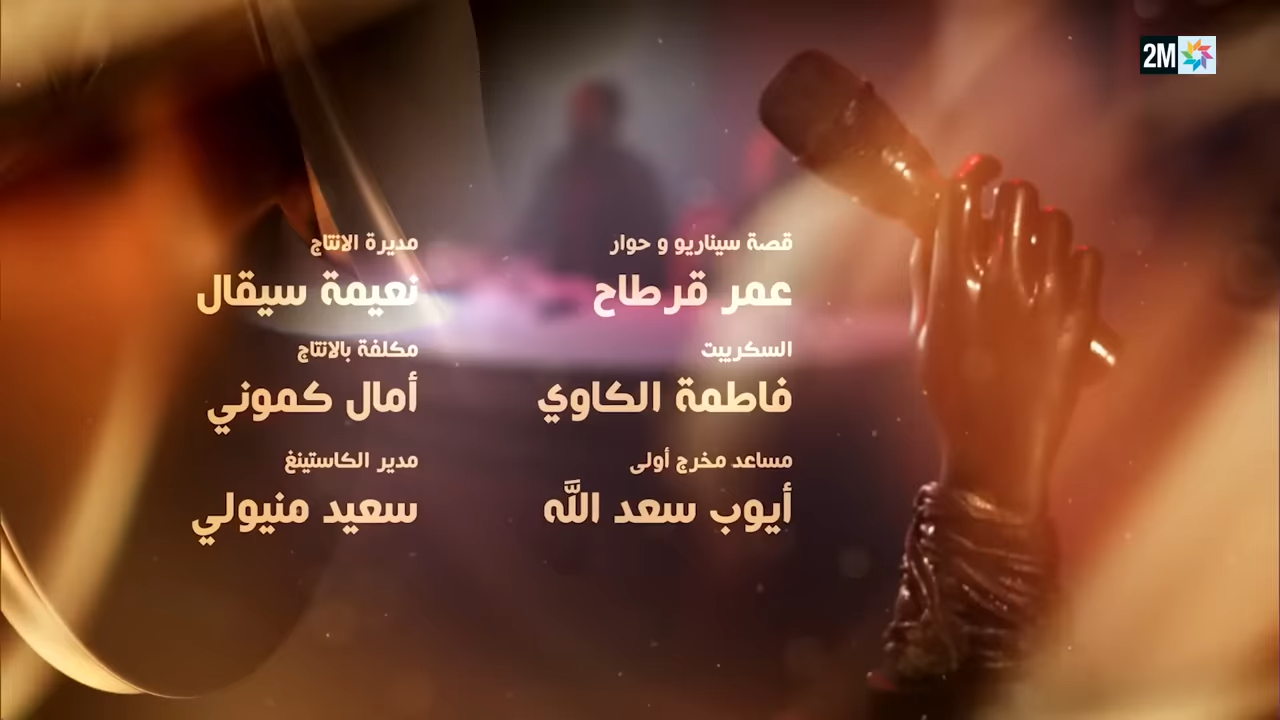 2M
قصة سيناريو و حوار
عمر قرطاح
السكريبت
فاطمة الكاوي
مساعد مخرج أولى
أيوب سعد اللّه
مديرة الانتاج
نعيمة سيقال
مكلفة بالانتاج
أمال كموني
مدير الكاستينغ
سعيد منيولي